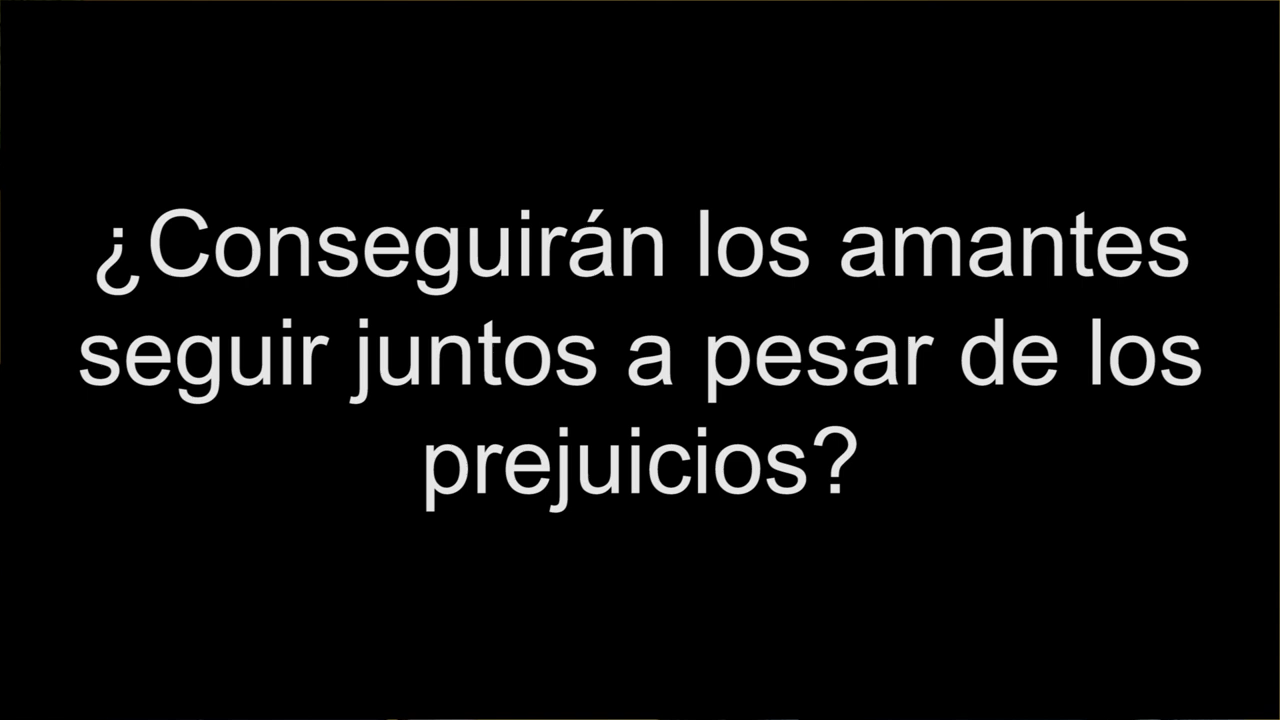 ¿Conseguirán los amantes
seguir juntos a pesar de los
prejuicios?